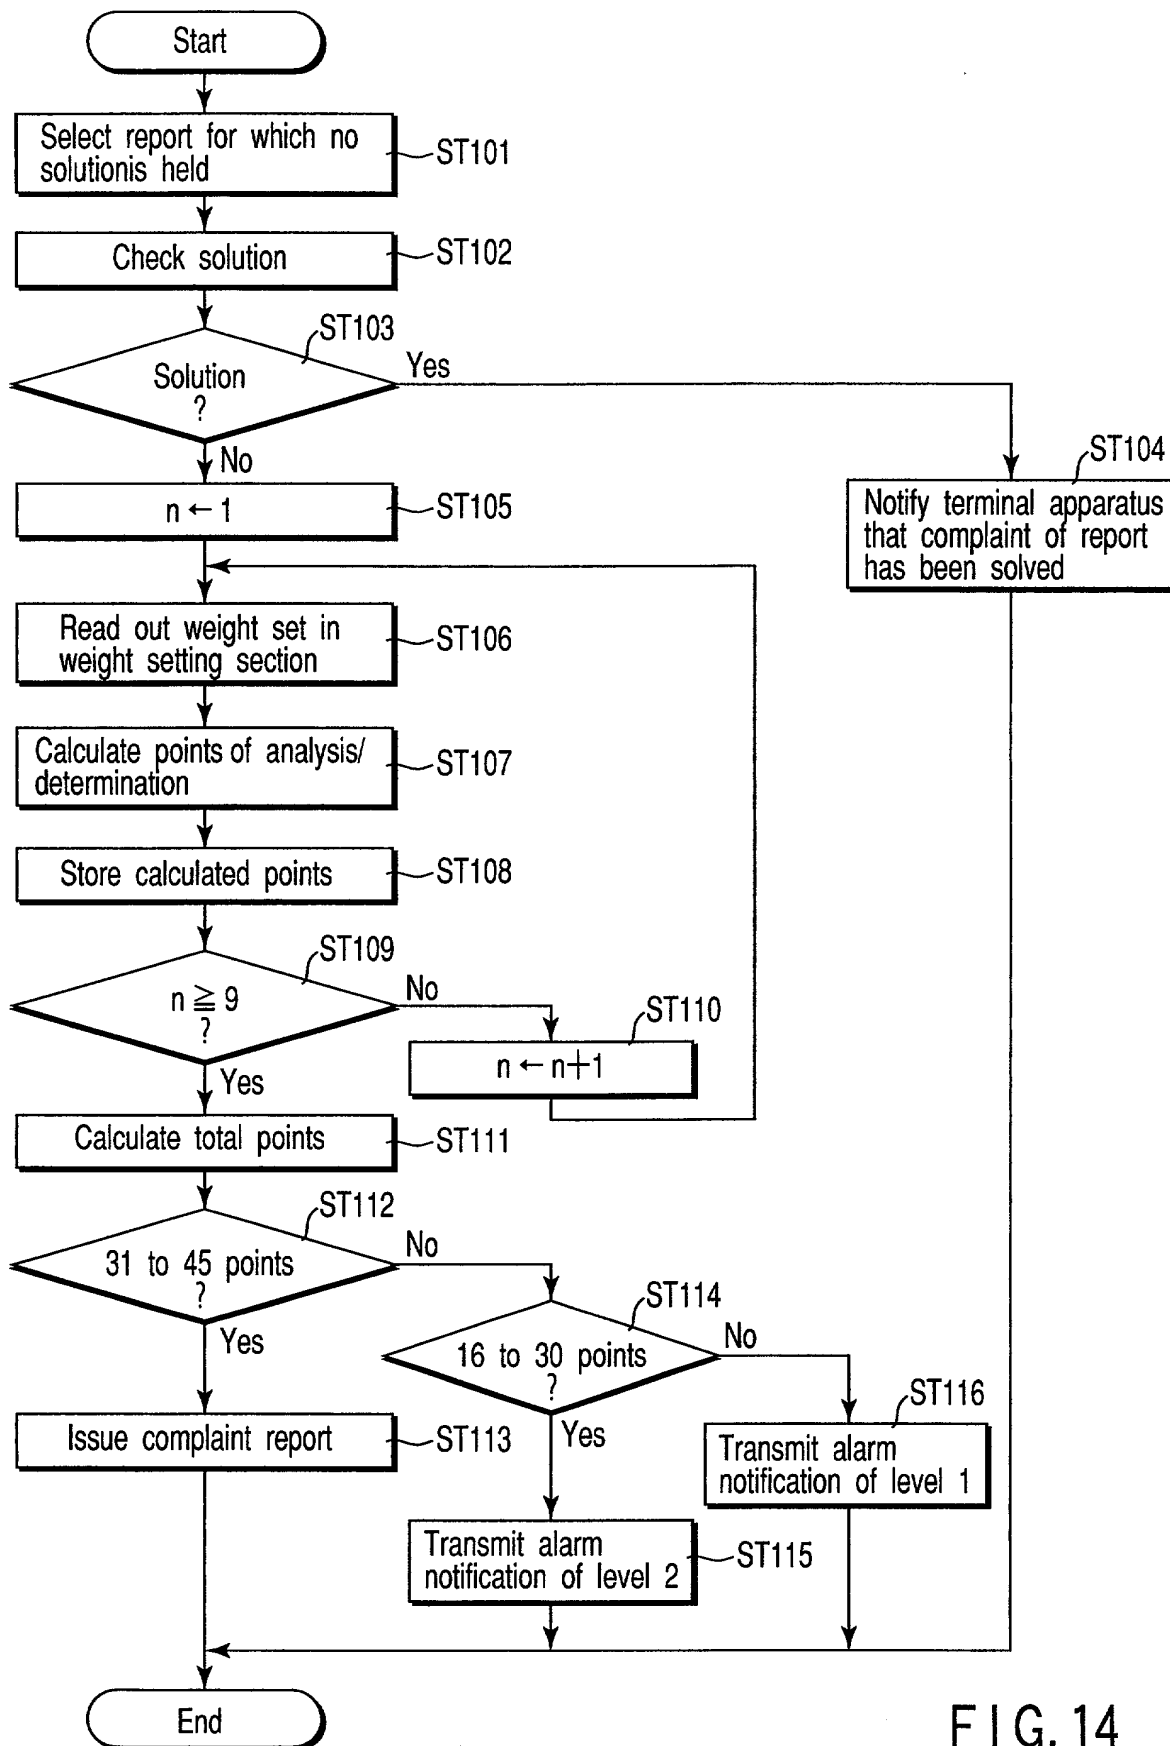 Start
Select report for which no
solutionis held
ST101
Check solution
ST102
ST103
Solution
?
Yes
No
ST104
Notify terminal apparatus
that complaint of report
has been solved
n ← 1
ST105
Read out weight set in
weight setting section
ST106
Calculate points of analysis/
determination
ST107
Store calculated points
ST108
ST109
n ≧ 9
?
No
Yes
ST110
n ← n+1
Calculate total points
ST111
ST112
31 to 45 points
?
No
Yes
ST114
16 to 30 points
?
No
Yes
ST116
Transmit alarm
notification of level 1
Issue complaint report
ST113
Transmit alarm
notification of level 2
ST115
End
FIG. 14